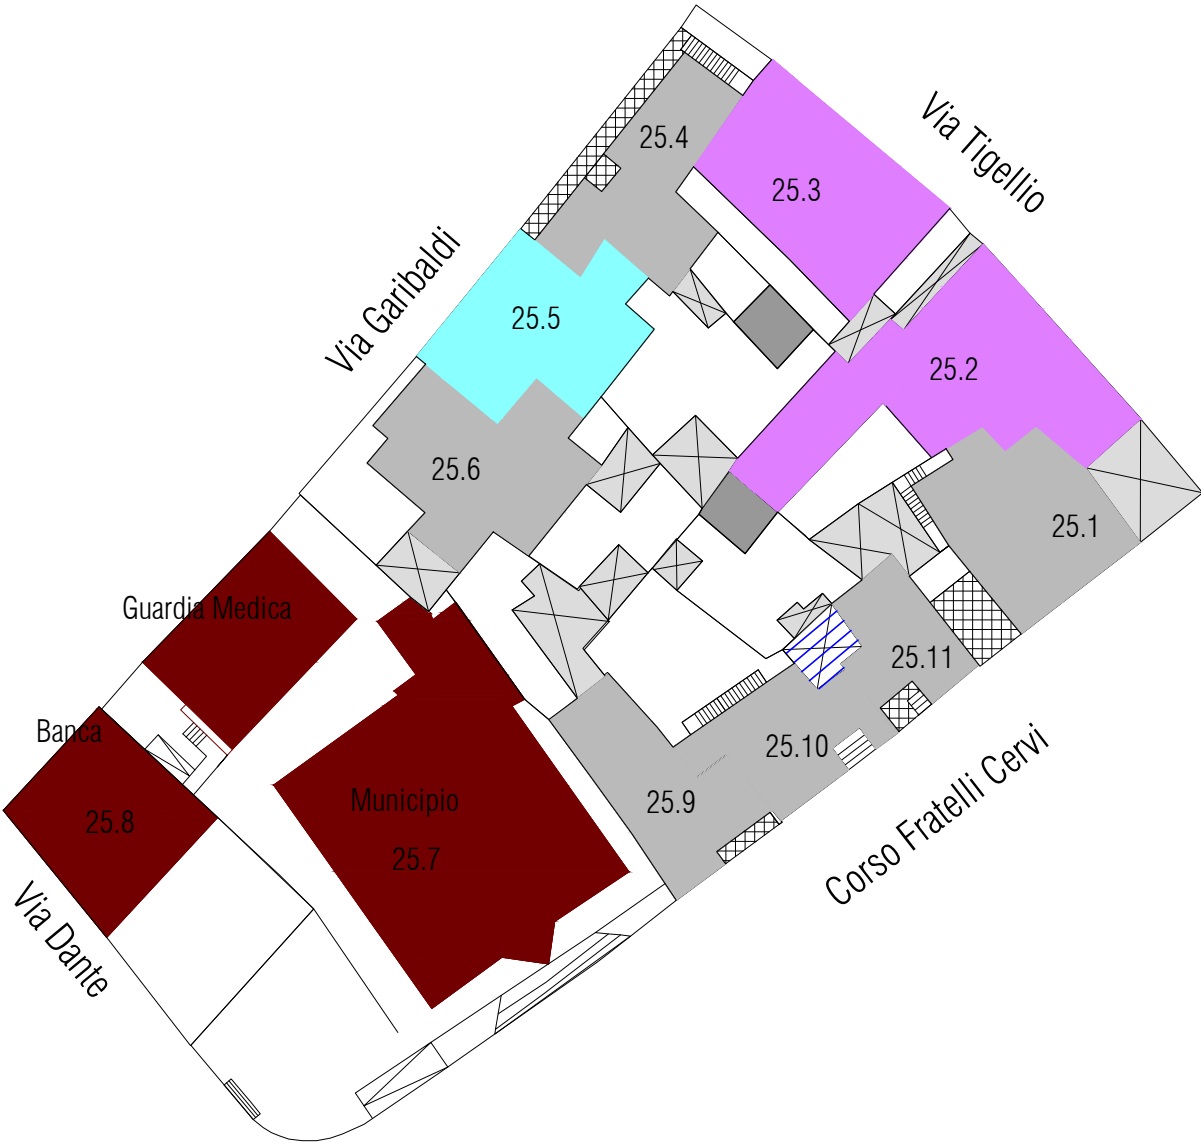 Via Tigellio
25.4
25.3
Via Garibaldi
25.5
25.2
25.6
25.1
Guardia Medica
25.11
Banca
25.10
Municipio
25.9
25.8
25.7
Corso Fratelli Cervi
Via Dante